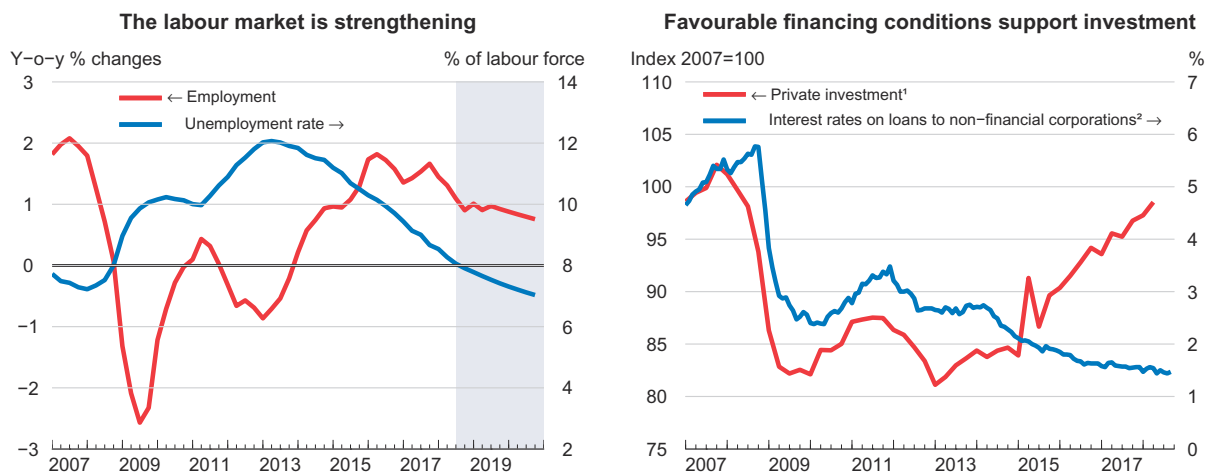 The labour market is strengthening
Y−o−y % changes
% of labour force
← Employment
Unemployment rate →
3
2
1
0
−1
−2
−3
14
12
10
8
6
4
2
2007 2009 2011 2013 2015 2017 2019
Favourable financing conditions support investment
Index 2007=100
%
← Private investment¹
Interest rates on loans to non−financial corporations² →
110
105
100
95
90
85
80
75
7
6
5
4
3
2
1
0
2007 2009 2011 2013 2015 2017